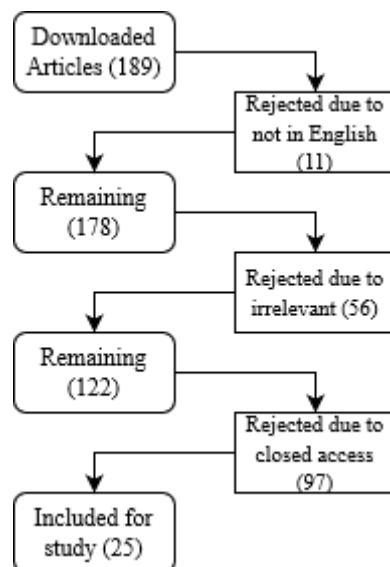 Downloaded
Articles (189)
Rejected due to
not in English
(11)
Remaining
(178)
Rejected due to
irrelevant (56)
Remaining
(122)
Rejected due to
closed access
(97)
Included for
study (25)